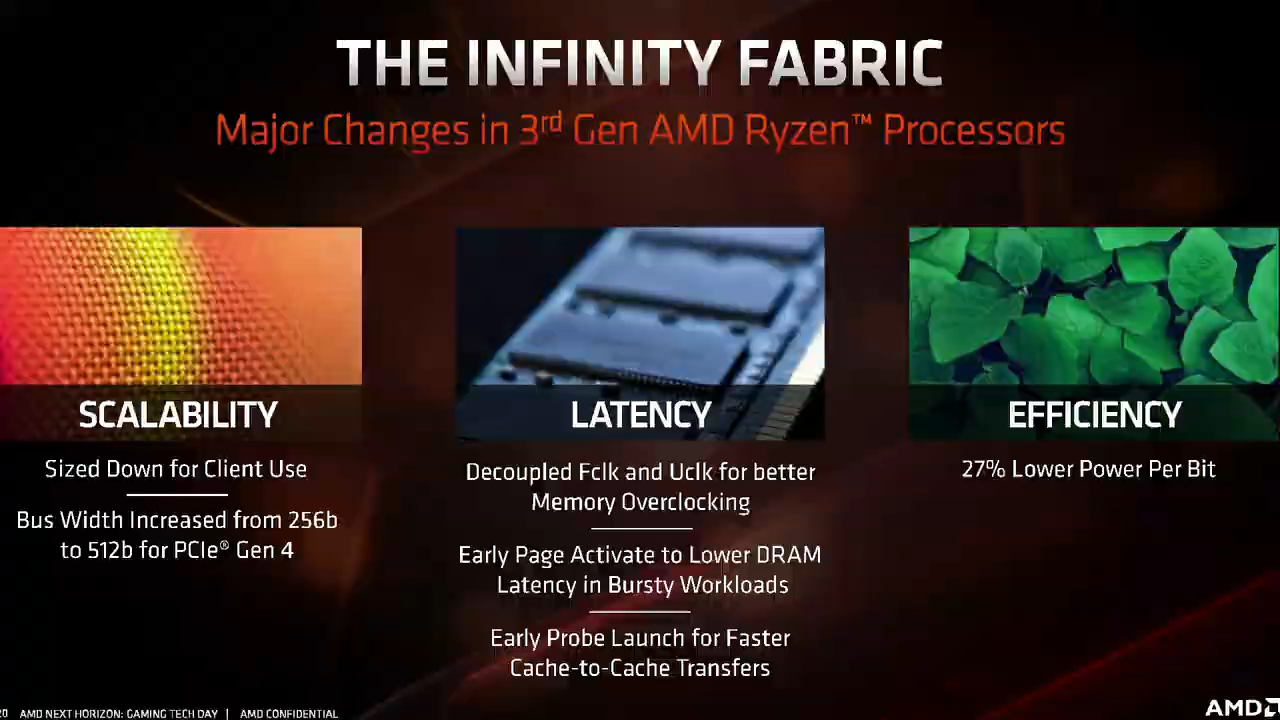 THE INFINITY FABRIC
Major Changes in 3rd Gen AMD Ryzen™ Processors
SCALABILITY
Sized Down for Client Use
Bus Width Increased from 256b
to 512b for PCIe® Gen 4
LATENCY
Decoupled Fclk and Uclk for better
Memory Overclocking
Early Page Activate to Lower DRAM
Latency in Bursty Workloads
Early Probe Launch for Faster
Cache-to-Cache Transfers
EFFICIENCY
27% Lower Power Per Bit
20 AMD NEXT HORIZON: GAMING TECH DAY | AMD CONFIDENTIAL
AMD